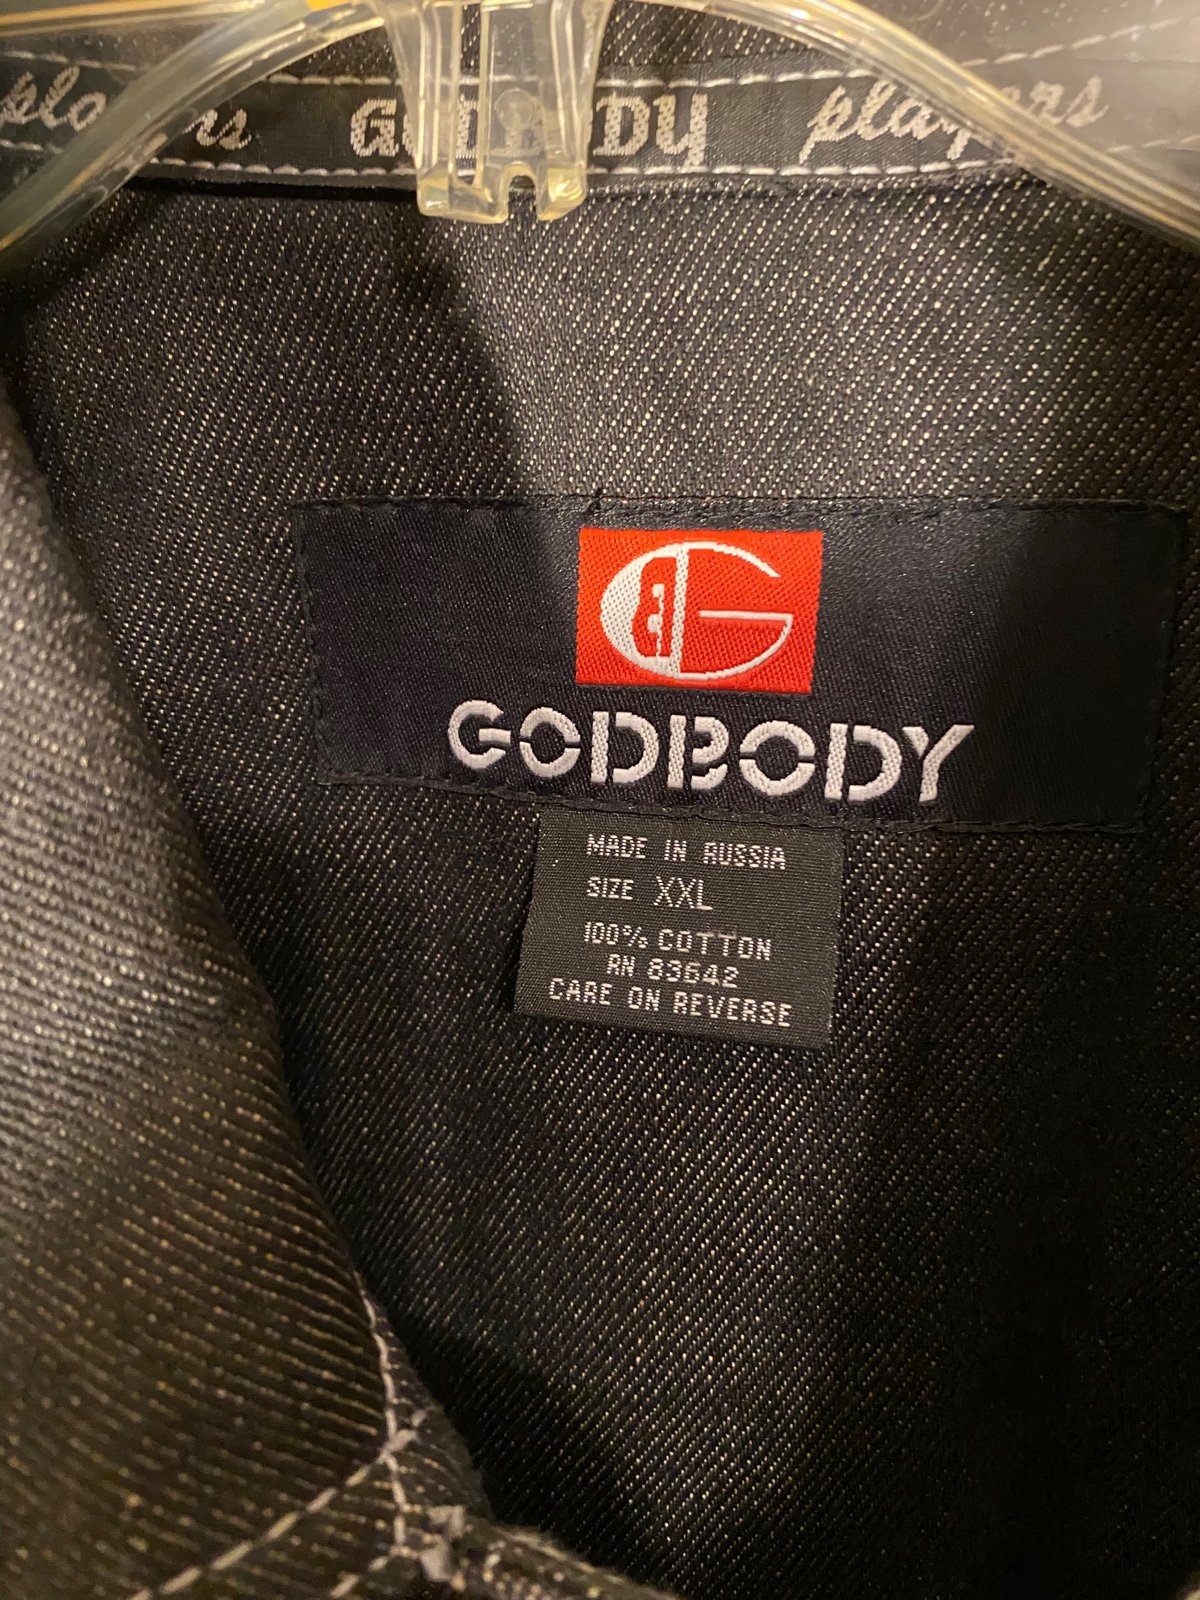 players GODBODY players
G
GODBODY
MADE IN RUSSIA
SIZE XXL
100% COTTON
RN 83642
CARE ON REVERSE